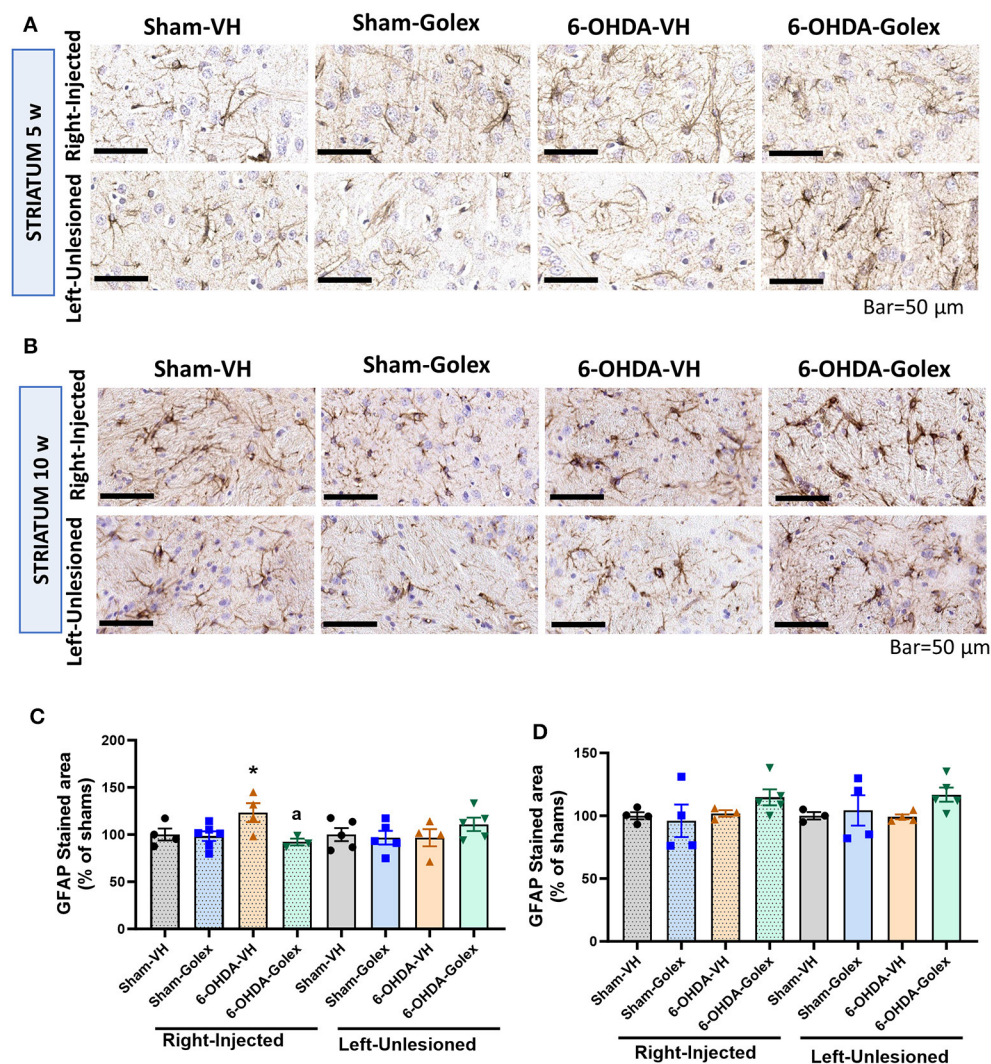 A
Sham-VH Sham-Golex 6-OHDA-VH 6-OHDA-Golex
STRIATUM 5 w
Right-Injected
Left-Unlesioned
Bar=50 µm
B
Sham-VH Sham-Golex 6-OHDA-VH 6-OHDA-Golex
STRIATUM 10 w
Right-Injected
Left-Unlesioned
Bar=50 µm
C
GFAP Stained area
(% of shams)
200
150
100
50
0
*
a
Sham-VH
Sham-Golex
6-OHDA-VH
6-OHDA-Golex
Sham-VH
Sham-Golex
6-OHDA-VH
6-OHDA-Golex
Right-Injected
Left-Unlesioned
D
GFAP Stained area
(% of shams)
150
100
50
0
Sham-VH
Sham-Golex
6-OHDA-VH
6-OHDA-Golex
Sham-VH
Sham-Golex
6-OHDA-VH
6-OHDA-Golex
Right-Injected
Left-Unlesioned